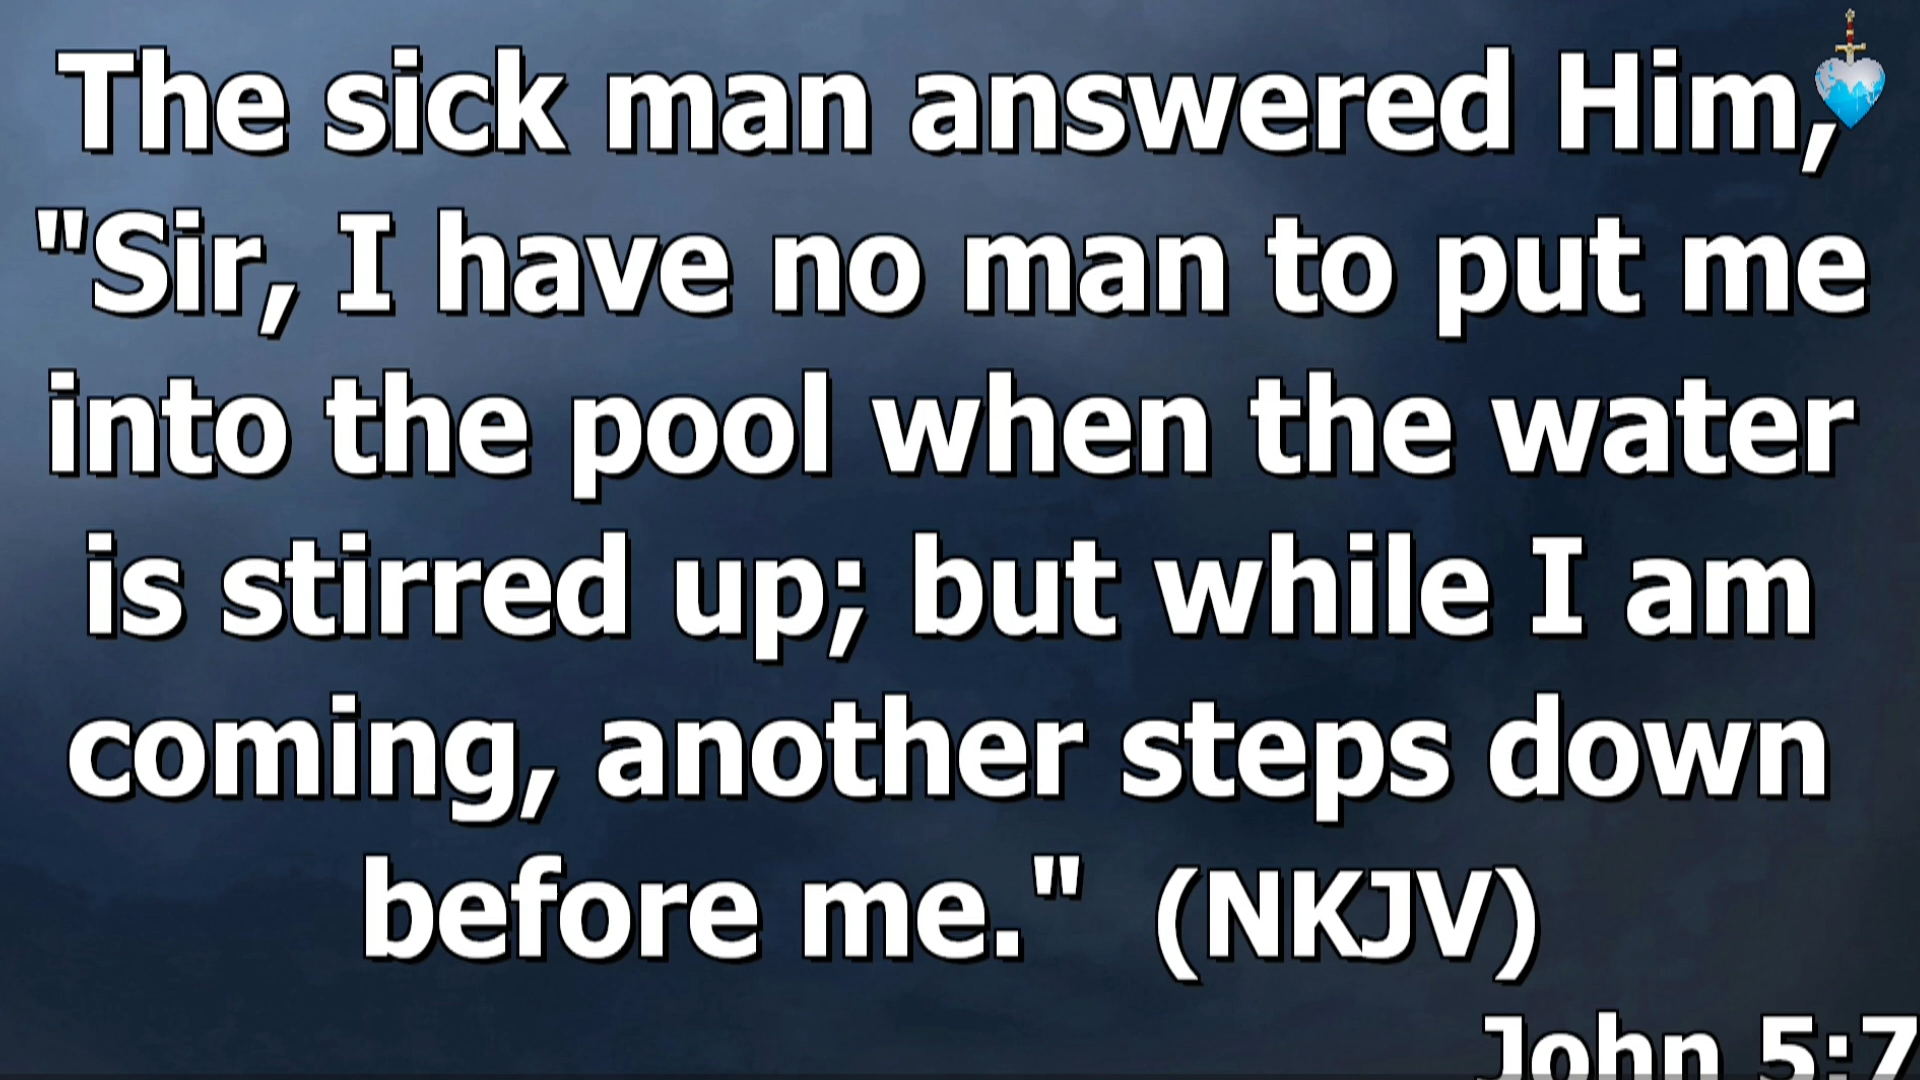 The sick man answered Him,
"Sir, I have no man to put me
into the pool when the water
is stirred up; but while I am
coming, another steps down
before me." (NKJV)
John 5:7